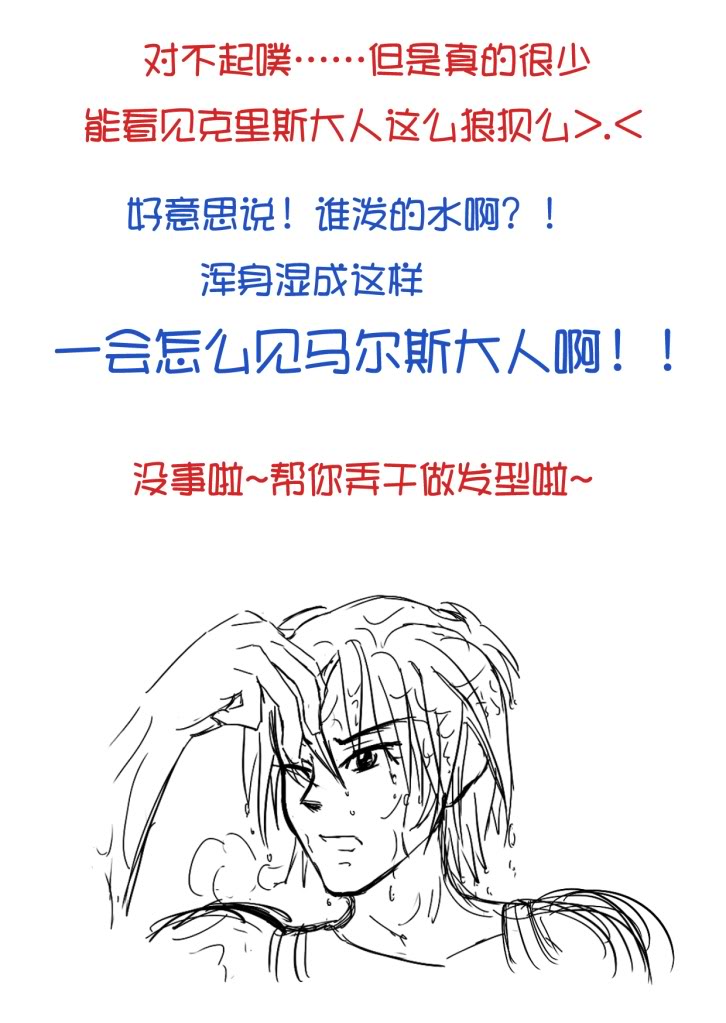 对不起噗……但是真的很少
能看见克里斯大人这么狼狈么>.<
好意思说！谁泼的水啊？！
浑身湿成这样
一会怎么见马尔斯大人啊！！
没事啦~帮你弄干做发型啦~